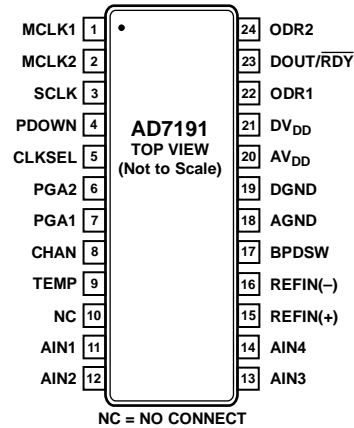 MCLK1 1
MCLK2 2
SCLK 3
PDOWN 4
CLKSEL 5
PGA2 6
PGA1 7
CHAN 8
TEMP 9
NC 10
AIN1 11
AIN2 12
AD7191
TOP VIEW
(Not to Scale)
24 ODR2
23 DOUT/RDY
22 ODR1
21 DVDD
20 AVDD
19 DGND
18 AGND
17 BPDSW
16 REFIN(–)
15 REFIN(+)
14 AIN4
13 AIN3
NC = NO CONNECT